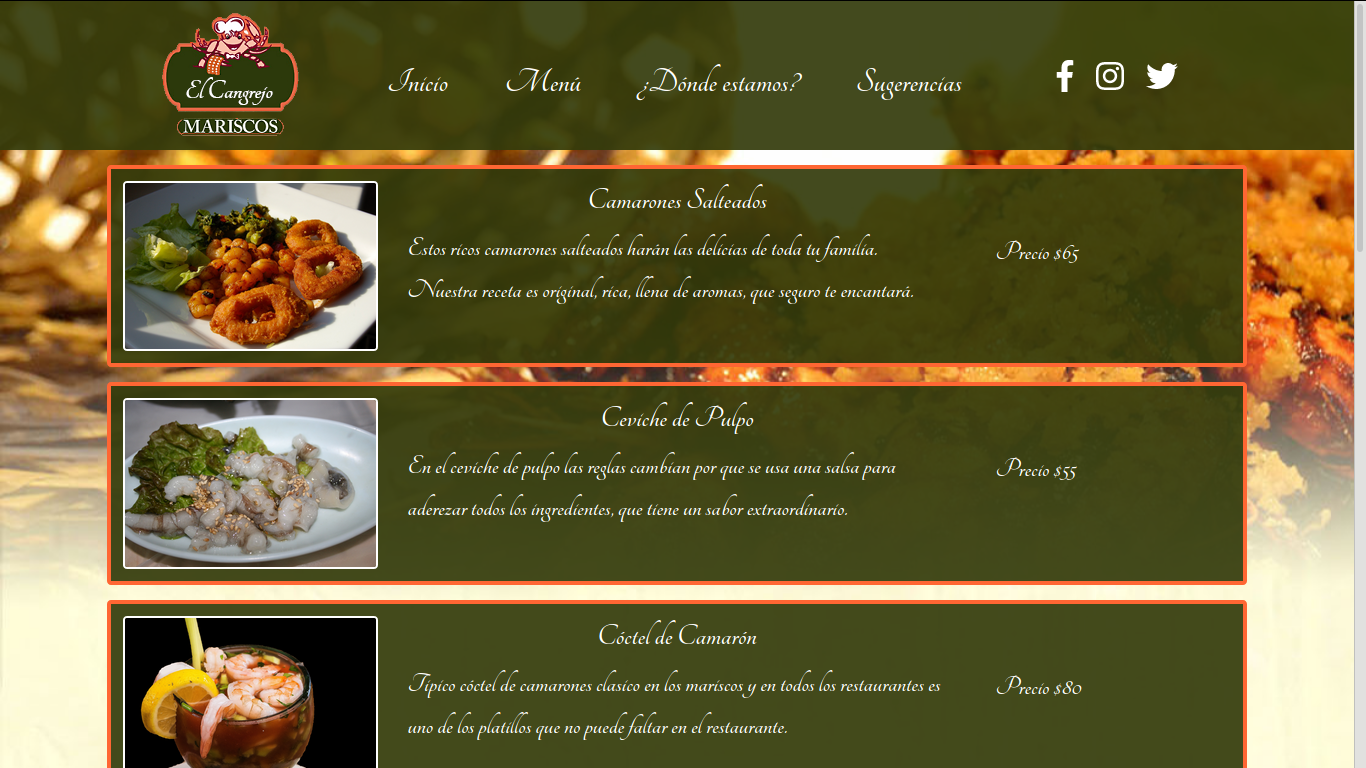 El Cangrejo
MARISCOS
Inicio
Menú
¿Dónde estamos?
Sugerencias
Camarones Salteados
Estos ricos camarones salteados harán las delicias de toda tu familia.
Nuestra receta es original, rica, llena de aromas, que seguro te encantará.
Precio $65
Ceviche de Pulpo
En el ceviche de pulpo las reglas cambian por que se usa una salsa para
aderezar todos los ingredientes, que tiene un sabor extraordinario.
Precio $55
Cóctel de Camarón
Típico cóctel de camarones clasico en los mariscos y en todos los restaurantes es
uno de los platillos que no puede faltar en el restaurante.
Precio $80